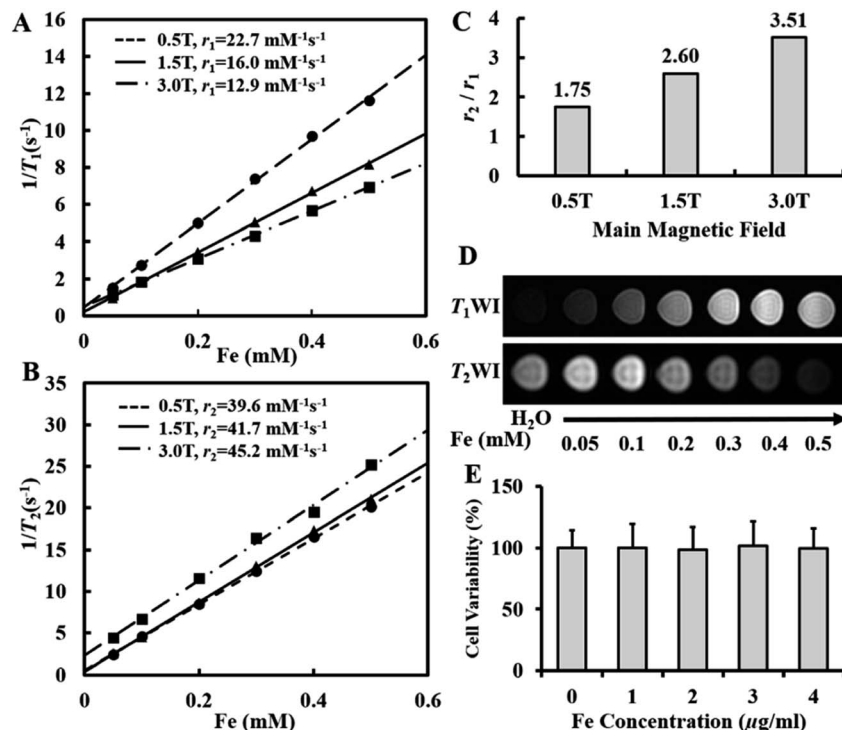 A
0.5T, r₁=22.7 mM⁻¹s⁻¹
1.5T, r₁=16.0 mM⁻¹s⁻¹
3.0T, r₁=12.9 mM⁻¹s⁻¹
1/T₁(s⁻¹)
16
14
12
10
8
6
4
2
0
0 0.2 0.4 0.6
Fe (mM)
B
0.5T, r₂=39.6 mM⁻¹s⁻¹
1.5T, r₂=41.7 mM⁻¹s⁻¹
3.0T, r₂=45.2 mM⁻¹s⁻¹
1/T₂(s⁻¹)
35
30
25
20
15
10
5
0
0 0.2 0.4 0.6
Fe (mM)
C
r₂ / r₁
4
3
2
1
0
1.75 2.60 3.51
0.5T 1.5T 3.0T
Main Magnetic Field
D
T₁WI
T₂WI
H₂O
Fe (mM) 0.05 0.1 0.2 0.3 0.4 0.5
E
Cell Variability (%)
150
100
50
0
0 1 2 3 4
Fe Concentration (µg/ml)